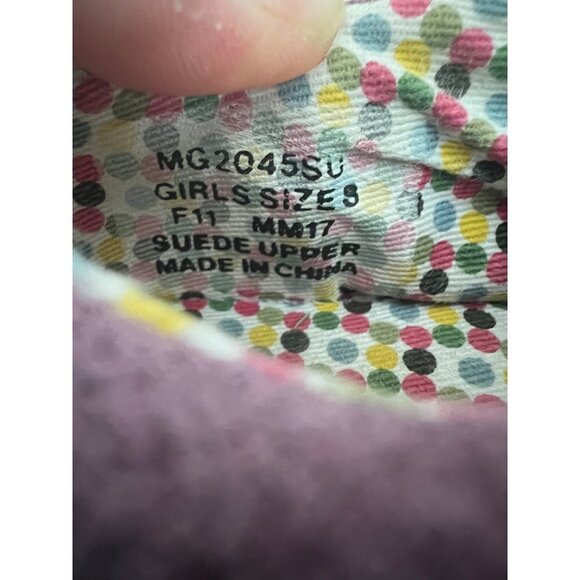 MG2045SU
GIRLS SIZE 8
F11 MM17
SUEDE UPPER
MADE IN CHINA